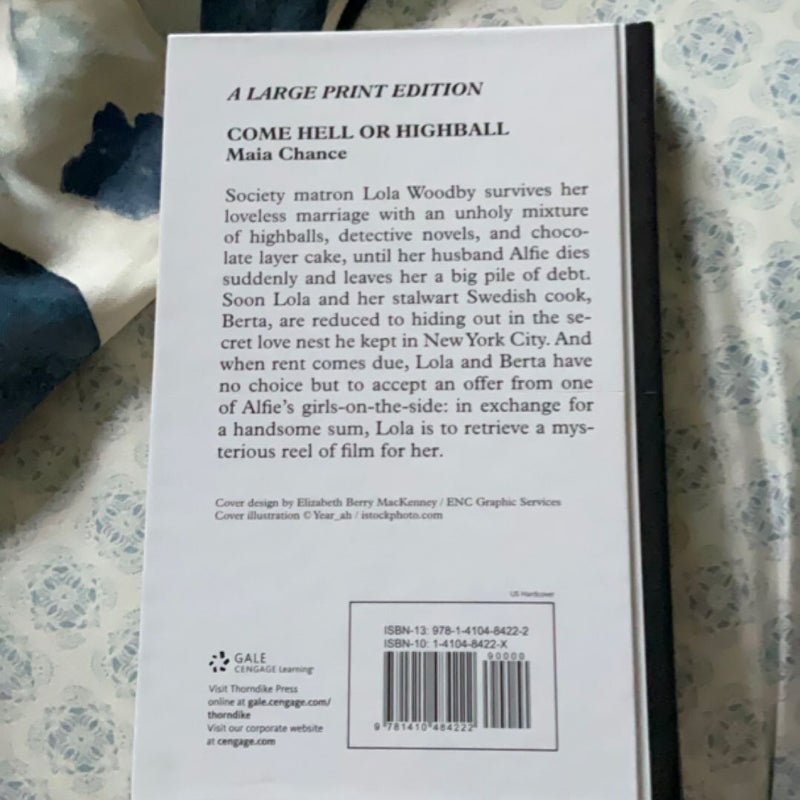 A LARGE PRINT EDITION
COME HELL OR HIGHBALL
Maia Chance
Society matron Lola Woodby survives her
loveless marriage with an unholy mixture
of highballs, detective novels, and choco-
late layer cake, until her husband Alfie dies
suddenly and leaves her a big pile of debt.
Soon Lola and her stalwart Swedish cook,
Berta, are reduced to hiding out in the se-
cret love nest he kept in New York City. And
when rent comes due, Lola and Berta have
no choice but to accept an offer from one
of Alfie's girls-on-the-side: in exchange for
a handsome sum, Lola is to retrieve a mys-
terious reel of film for her.
Cover design by Elizabeth Berry MacKenney / ENC Graphic Services
Cover illustration © Year_ah / istockphoto.com
US Hardcover
ISBN-13: 978-1-4104-8422-2
ISBN-10: 1-4104-8422-X
90000
9 781410 484222
GALE
CENGAGE Learning
Visit Thorndike Press
online at gale.cengage.com/
thorndike
Visit our corporate website
at cengage.com